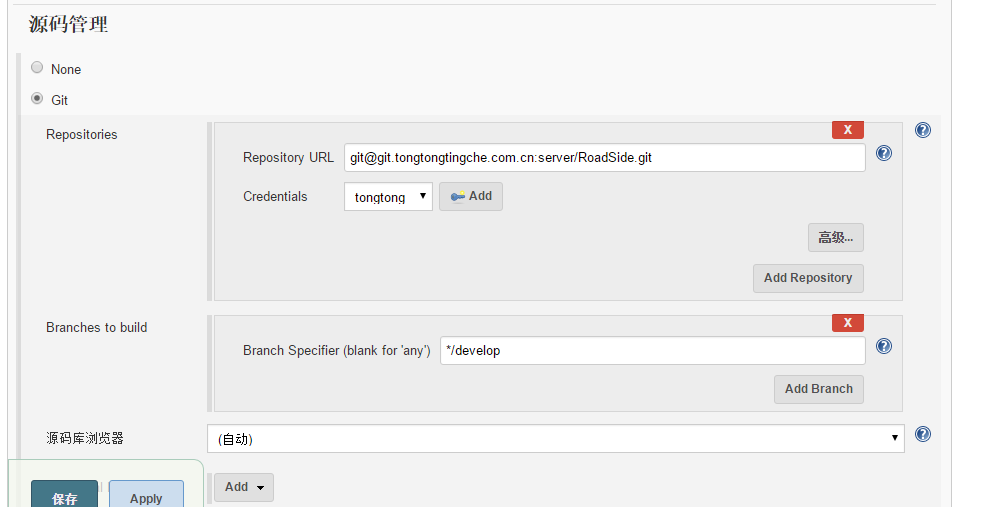 源码管理
None
Git
Repositories
X
Repository URL git@git.tongtongtingche.com.cn:server/RoadSide.git
Credentials tongtong Add
高级...
Add Repository
Branches to build
X
Branch Specifier (blank for 'any') */develop
Add Branch
源码库浏览器 (自动)
Add
保存 Apply